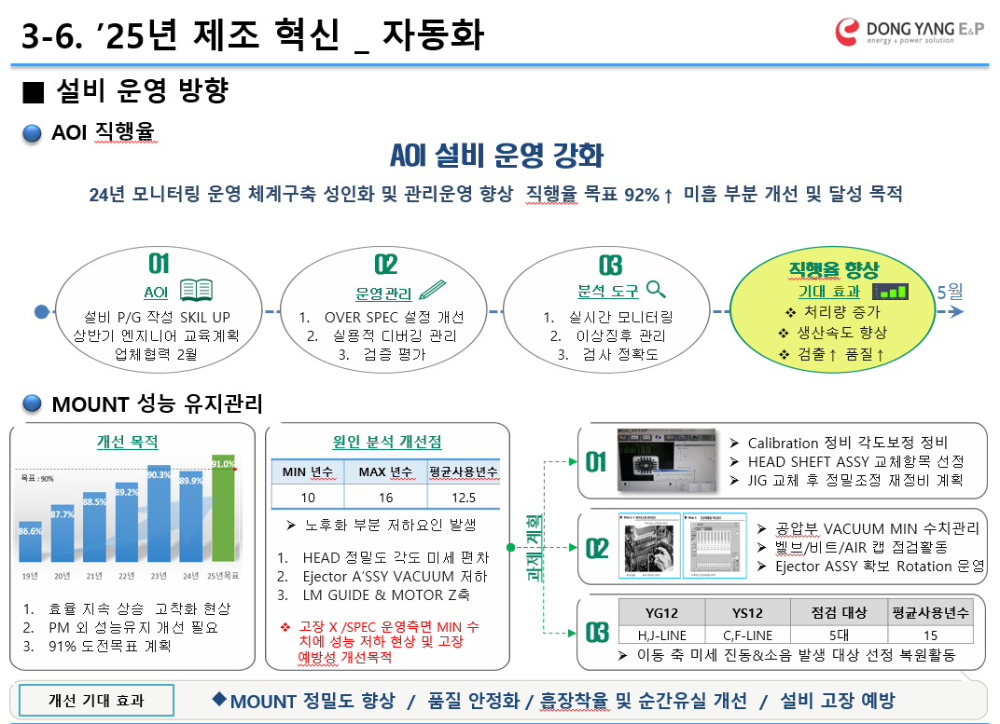 3-6. ’25년 제조 혁신 _ 자동화
DONG YANG E&P
energy & power solution
■ 설비 운영 방향
AOI 직행율
AOI 설비 운영 강화
24년 모니터링 운영 체계구축 성인화 및 관리운영 향상 직행율 목표 92%↑ 미흡 부분 개선 및 달성 목적
01
AOI
설비 P/G 작성 SKIL UP
상반기 엔지니어 교육계획
업체협력 2월
02
운영관리
1. OVER SPEC 설정 개선
2. 실용적 디버깅 관리
3. 검증 평가
03
분석 도구
1. 실시간 모니터링
2. 이상징후 관리
3. 검사 정확도
직행율 향상
기대 효과
❖ 처리량 증가
❖ 생산속도 향상
❖ 검출↑ 품질↑
5월
MOUNT 성능 유지관리
개선 목적
목표 : 90%
86.6% 87.7% 88.5% 89.2% 90.3% 89.9% 91.0%
19년 20년 21년 22년 23년 24년 25년목표
1. 효율 지속 상승 고착화 현상
2. PM 외 성능유지 개선 필요
3. 91% 도전목표 계획
원인 분석 개선점
MIN 년수 MAX 년수 평균사용년수
10 16 12.5
➢ 노후화 부분 저하요인 발생
1. HEAD 정밀도 각도 미세 편차
2. Ejector A’SSY VACUUM 저하
3. LM GUIDE & MOTOR Z축
❖ 고장 X /SPEC 운영측면 MIN 수
치에 성능 저하 현상 및 고장
예방성 개선목적
과제 계획
01
➢ Calibration 정비 각도보정 정비
➢ HEAD SHEFT ASSY 교체항목 선정
➢ JIG 교체 후 정밀조정 재정비 계획
02
➢ 공압부 VACUUM MIN 수치관리
➢ 벨브/비트/AIR 캡 점검활동
➢ Ejector ASSY 확보 Rotation 운영
03
YG12 YS12 점검 대상 평균사용년수
H,J-LINE C,F-LINE 5대 15
➢ 이동 축 미세 진동&소음 발생 대상 선정 복원활동
개선 기대 효과
◆MOUNT 정밀도 향상 / 품질 안정화 / 흡장착율 및 순간유실 개선 / 설비 고장 예방